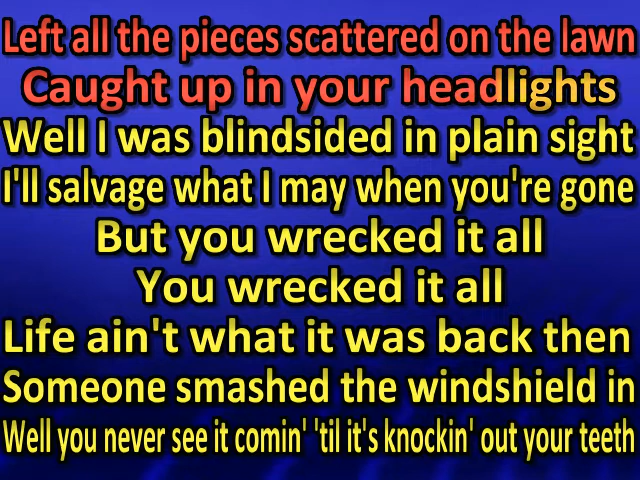 Left all the pieces scattered on the lawn
Caught up in your headlights
Well I was blindsided in plain sight
I'll salvage what I may when you're gone
But you wrecked it all
You wrecked it all
Life ain't what it was back then
Someone smashed the windshield in
Well you never see it comin' 'til it's knockin' out your teeth